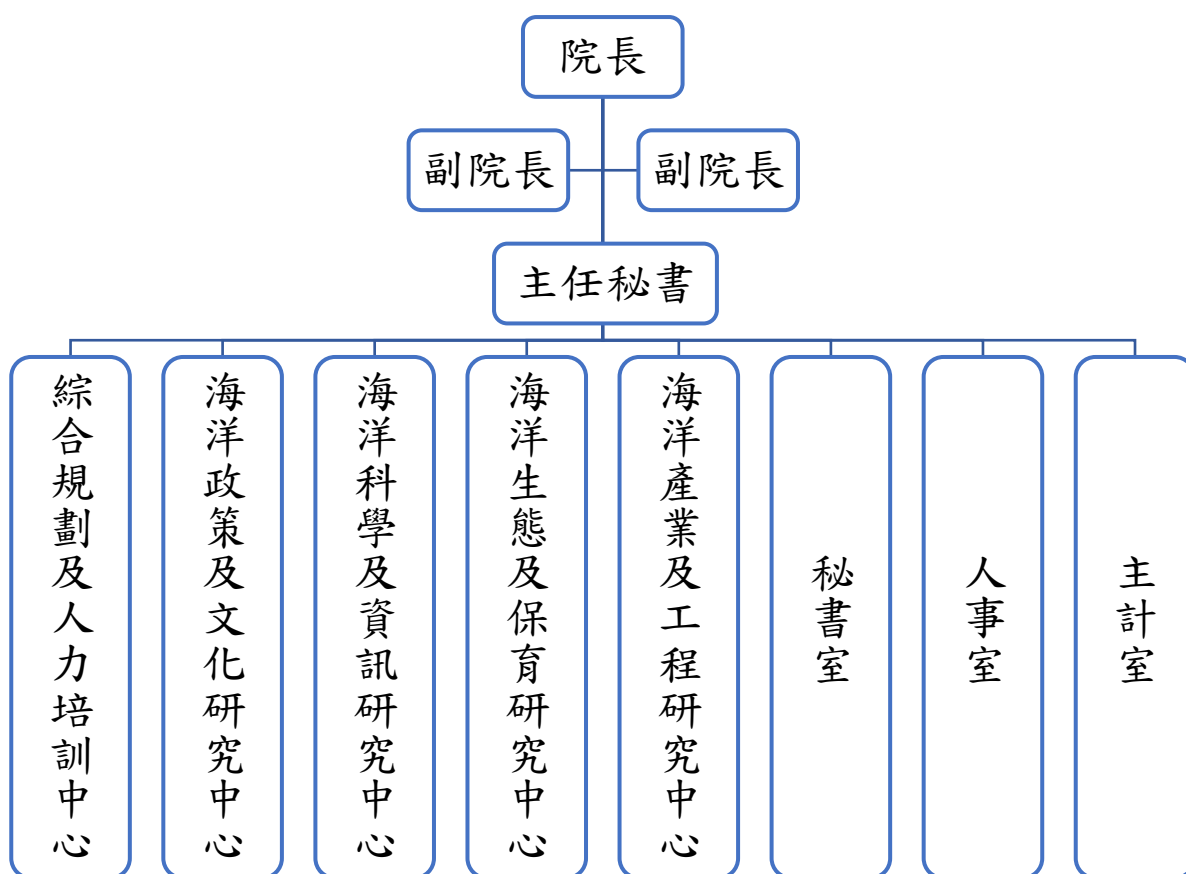 院長
副院長
副院長
主任秘書
綜合規劃及人力培訓中心
海洋政策及文化研究中心
海洋科學及資訊研究中心
海洋生態及保育研究中心
海洋產業及工程研究中心
秘書室
人事室
主計室